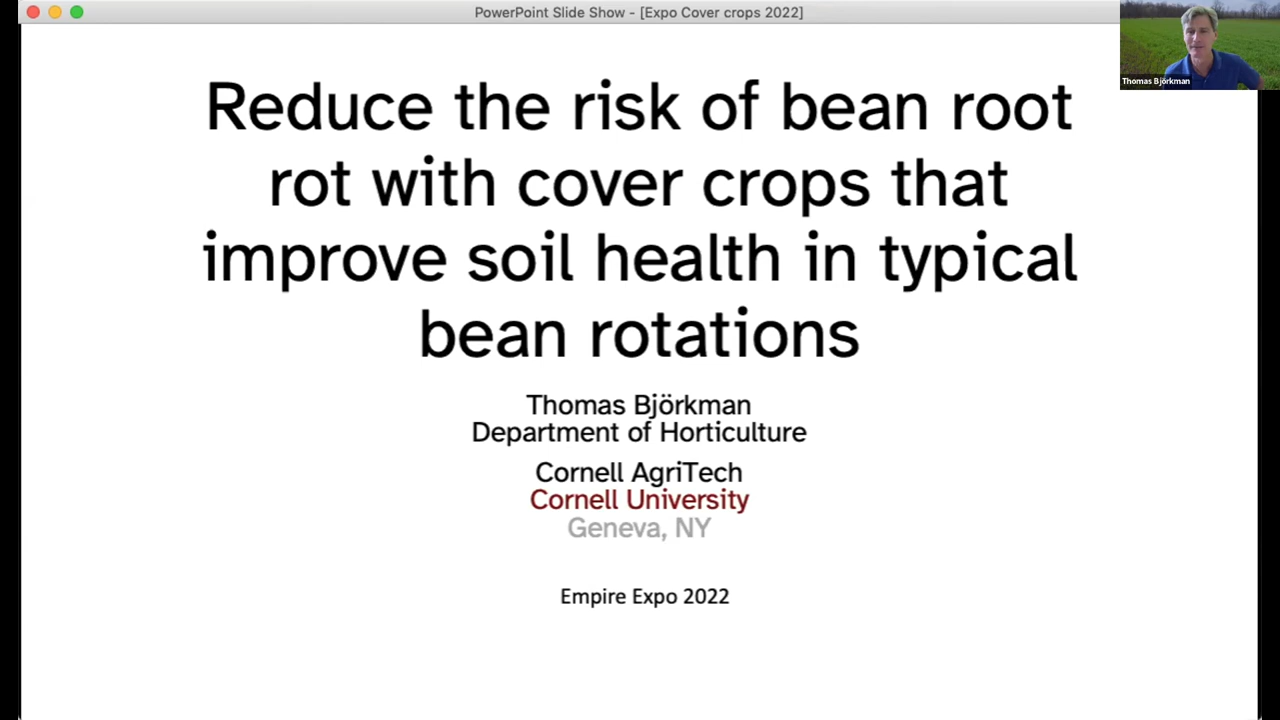 PowerPoint Slide Show - [Expo Cover crops 2022]
Thomas Björkman
Reduce the risk of bean root
rot with cover crops that
improve soil health in typical
bean rotations
Thomas Björkman
Department of Horticulture
Cornell AgriTech
Cornell University
Geneva, NY
Empire Expo 2022